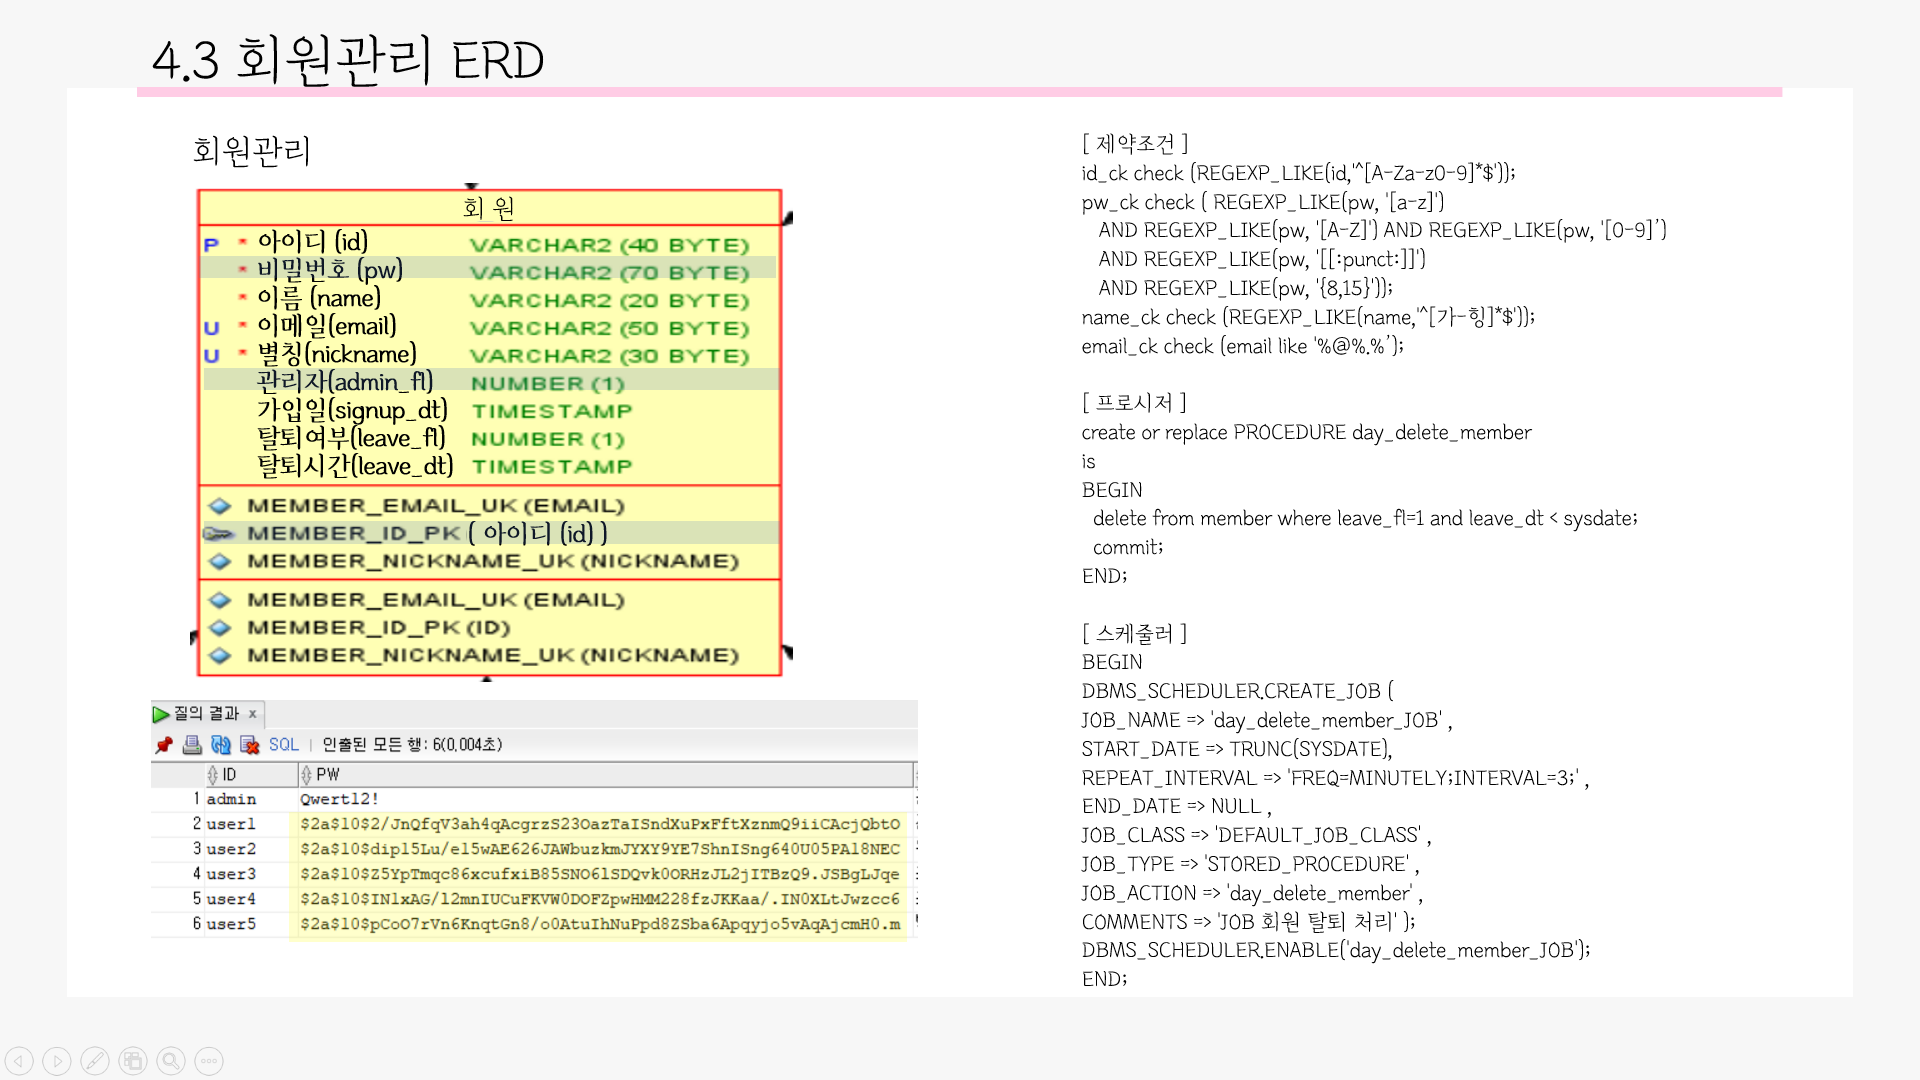 4.3 회원관리 ERD
회원관리
회 원
P * 아이디 (id) VARCHAR2 (40 BYTE)
* 비밀번호 (pw) VARCHAR2 (70 BYTE)
* 이름 (name) VARCHAR2 (20 BYTE)
U * 이메일(email) VARCHAR2 (50 BYTE)
U * 별칭(nickname) VARCHAR2 (30 BYTE)
관리자(admin_fl) NUMBER (1)
가입일(signup_dt) TIMESTAMP
탈퇴여부(leave_fl) NUMBER (1)
탈퇴시간(leave_dt) TIMESTAMP
MEMBER_EMAIL_UK (EMAIL)
MEMBER_ID_PK ( 아이디 (id) )
MEMBER_NICKNAME_UK (NICKNAME)
MEMBER_EMAIL_UK (EMAIL)
MEMBER_ID_PK (ID)
MEMBER_NICKNAME_UK (NICKNAME)
질의 결과 x
SQL | 인출된 모든 행: 6(0,004초)
ID PW
1 admin Qwert12!
2 user1 $2a$10$2/JnQfqV3ah4qAcgrzS23OazTaISndXuPxFftXznmQ9iiCAcjQbtO
3 user2 $2a$10$dipl5Lu/el5wAE626JAWbuzkmJYXY9YE7ShnISng640U05PAl8NEC
4 user3 $2a$10$Z5YpTmqc86xcufxiB85SNO6lSDQvk0ORHzJL2jITBzQ9.JSBgLJqe
5 user4 $2a$10$INlxAG/l2mnIUCuFKVW0DOFZpwHMM228fzJKKaa/.IN0XLtJwzcc6
6 user5 $2a$10$pCoO7rVn6KnqtGn8/o0AtuIhNuPpd8ZSba6Apqyjo5vAqAjcmH0.m
[ 제약조건 ]
id_ck check (REGEXP_LIKE(id,'^[A-Za-z0-9]*$'));
pw_ck check ( REGEXP_LIKE(pw, '[a-z]')
AND REGEXP_LIKE(pw, '[A-Z]') AND REGEXP_LIKE(pw, '[0-9]’)
AND REGEXP_LIKE(pw, '[[:punct:]]')
AND REGEXP_LIKE(pw, '{8,15}'));
name_ck check (REGEXP_LIKE(name,'^[가-힝]*$'));
email_ck check (email like '%@%.%’);
[ 프로시저 ]
create or replace PROCEDURE day_delete_member
is
BEGIN
delete from member where leave_fl=1 and leave_dt < sysdate;
commit;
END;
[ 스케줄러 ]
BEGIN
DBMS_SCHEDULER.CREATE_JOB (
JOB_NAME => 'day_delete_member_JOB' ,
START_DATE => TRUNC(SYSDATE),
REPEAT_INTERVAL => 'FREQ=MINUTELY;INTERVAL=3;' ,
END_DATE => NULL ,
JOB_CLASS => 'DEFAULT_JOB_CLASS' ,
JOB_TYPE => 'STORED_PROCEDURE' ,
JOB_ACTION => 'day_delete_member' ,
COMMENTS => 'JOB 회원 탈퇴 처리' );
DBMS_SCHEDULER.ENABLE('day_delete_member_JOB');
END;